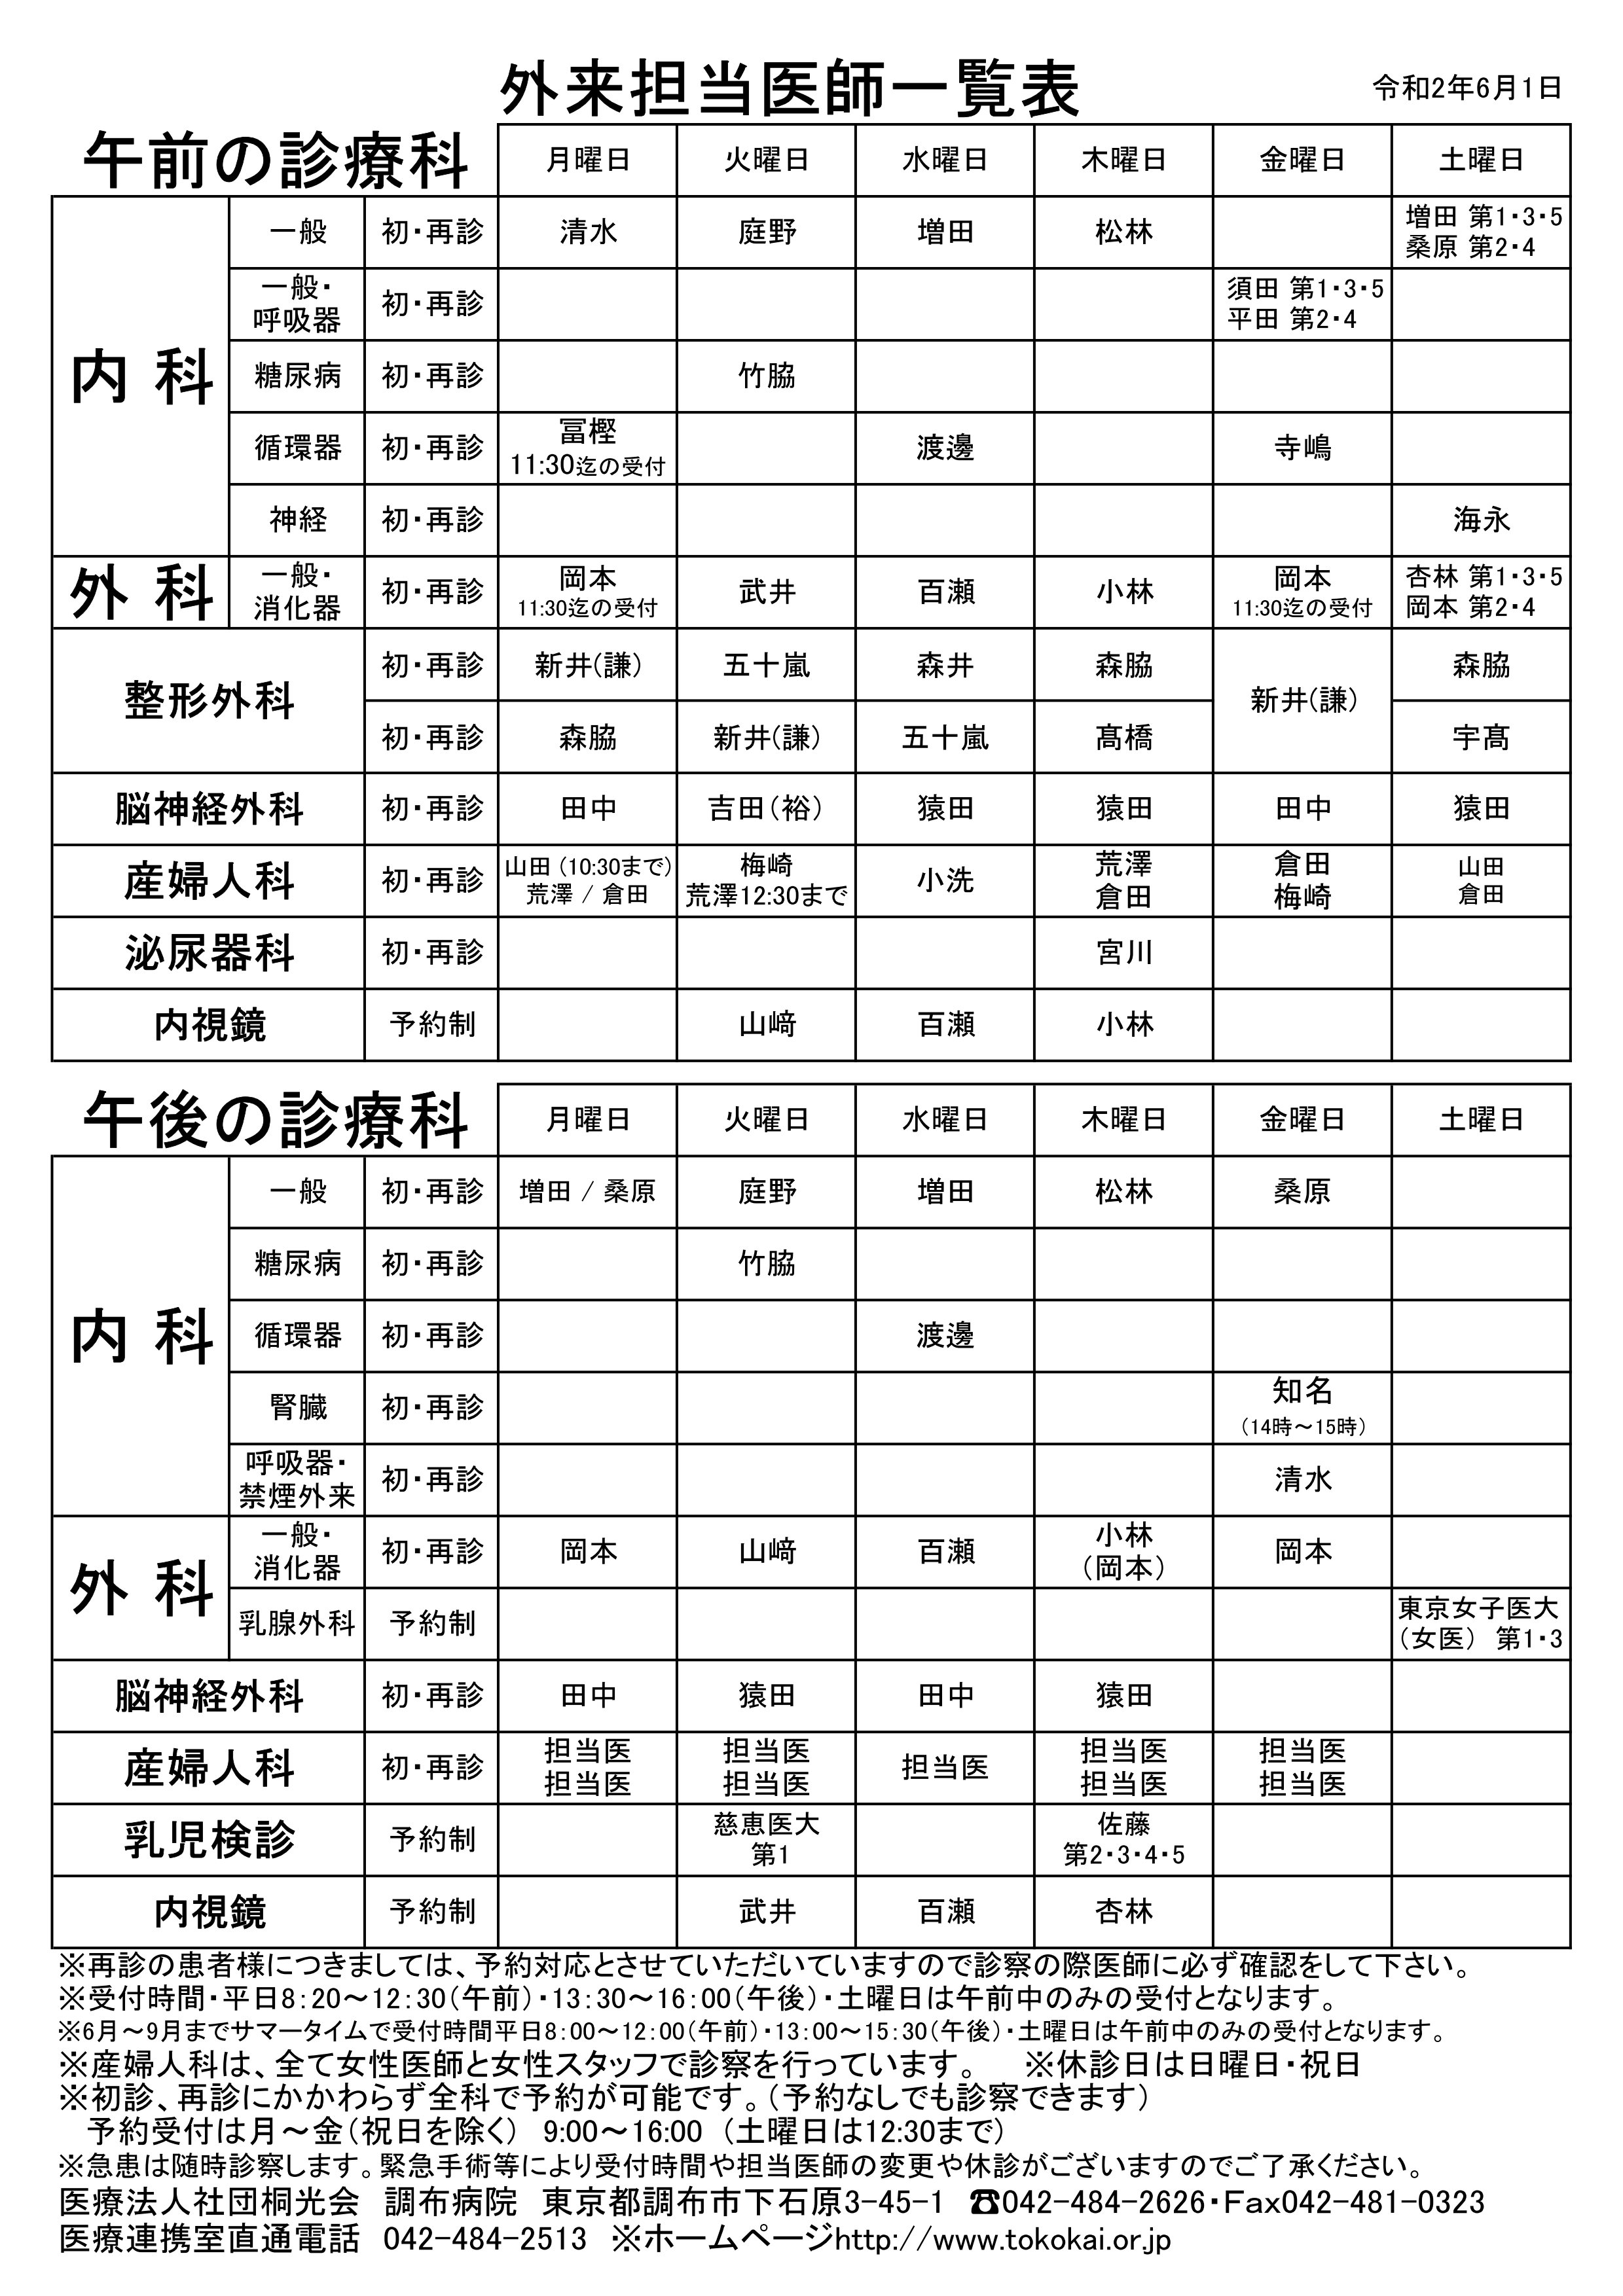 外来担当医師一覧表 令和2年6月1日
午前の診療科 月曜日 火曜日 水曜日 木曜日 金曜日 土曜日
内 科
一般 初・再診 清水 庭野 増田 松林 増田 第1・3・5
桑原 第2・4
一般・
呼吸器 初・再診 須田 第1・3・5
平田 第2・4
糖尿病 初・再診 竹脇
循環器 初・再診 冨樫 渡邊 寺嶋
11:30迄の受付
神経 初・再診 海永
外 科 一般・
消化器 初・再診 岡本 武井 百瀬 小林 岡本 杏林 第1・3・5
11:30迄の受付 11:30迄の受付 岡本 第2・4
整形外科 初・再診 新井(謙) 五十嵐 森井 森脇 新井(謙) 森脇
初・再診 森脇 新井(謙) 五十嵐 髙橋 宇髙
脳神経外科 初・再診 田中 吉田(裕) 猿田 猿田 田中 猿田
産婦人科 初・再診 山田 (10:30まで) 梅崎 小洗 荒澤 倉田 山田
荒澤 / 倉田 荒澤12:30まで 倉田 梅崎 倉田
泌尿器科 初・再診 宮川
内視鏡 予約制 山﨑 百瀬 小林
午後の診療科 月曜日 火曜日 水曜日 木曜日 金曜日 土曜日
内 科
一般 初・再診 増田 / 桑原 庭野 増田 松林 桑原
糖尿病 初・再診 竹脇
循環器 初・再診 渡邊
腎臓 初・再診 知名
(14時～15時)
呼吸器・
禁煙外来 初・再診 清水
外 科
一般・
消化器 初・再診 岡本 山﨑 百瀬 小林 岡本
(岡本)
乳腺外科 予約制 東京女子医大
(女医) 第1・3
脳神経外科 初・再診 田中 猿田 田中 猿田
産婦人科 初・再診 担当医 担当医 担当医 担当医 担当医
担当医 担当医 担当医 担当医
乳児検診 予約制 慈恵医大 佐藤
第1 第2・3・4・5
内視鏡 予約制 武井 百瀬 杏林
※再診の患者様につきましては、予約対応とさせていただいていますので診察の際医師に必ず確認をして下さい。
※受付時間・平日8:20～12:30(午前)・13:30～16:00(午後)・土曜日は午前中のみの受付となります。
※6月～9月までサマータイムで受付時間平日8:00～12:00(午前)・13:00～15:30(午後)・土曜日は午前中のみの受付となります。
※産婦人科は、全て女性医師と女性スタッフで診察を行っています。 ※休診日は日曜日・祝日
※初診、再診にかかわらず全科で予約が可能です。(予約なしでも診察できます)
予約受付は月～金(祝日を除く) 9:00～16:00 (土曜日は12:30まで)
※急患は随時診察します。緊急手術等により受付時間や担当医師の変更や休診がございますのでご了承ください。
医療法人社団桐光会 調布病院 東京都調布市下石原3-45-1 ☎042-484-2626・Fax042-481-0323
医療連携室直通電話 042-484-2513 ※ホームページhttp://www.tokokai.or.jp